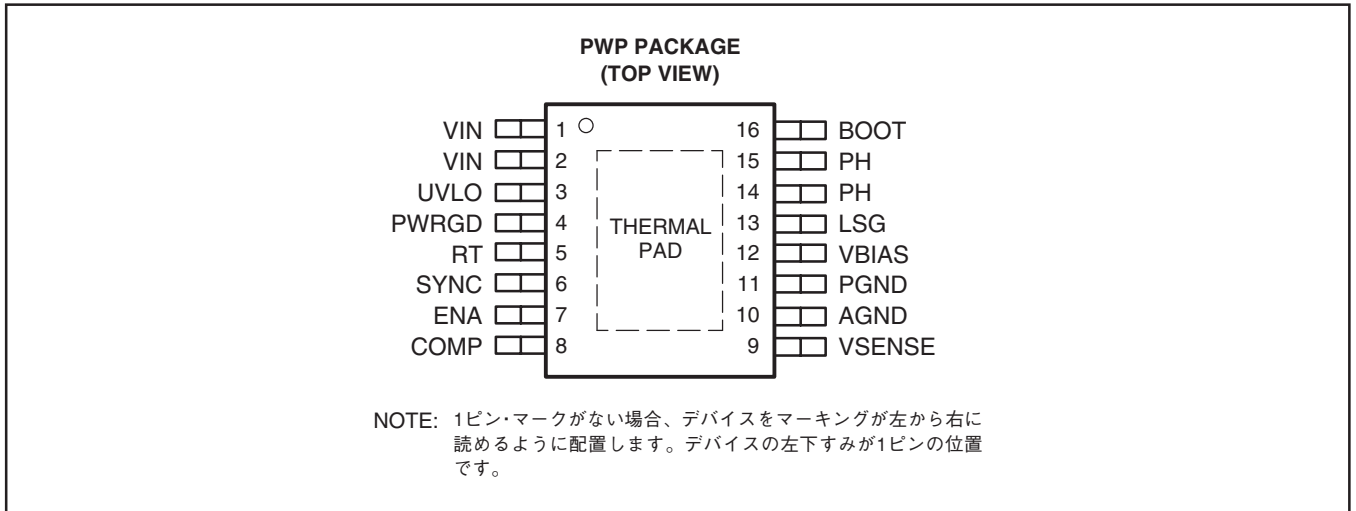 PWP PACKAGE
(TOP VIEW)
VIN 1 16 BOOT
VIN 2 15 PH
UVLO 3 14 PH
PWRGD 4 THERMAL 13 LSG
RT 5 PAD 12 VBIAS
SYNC 6 11 PGND
ENA 7 10 AGND
COMP 8 9 VSENSE
NOTE: 1ピン・マークがない場合、デバイスをマーキングが左から右に
読めるように配置します。デバイスの左下すみが1ピンの位置
です。